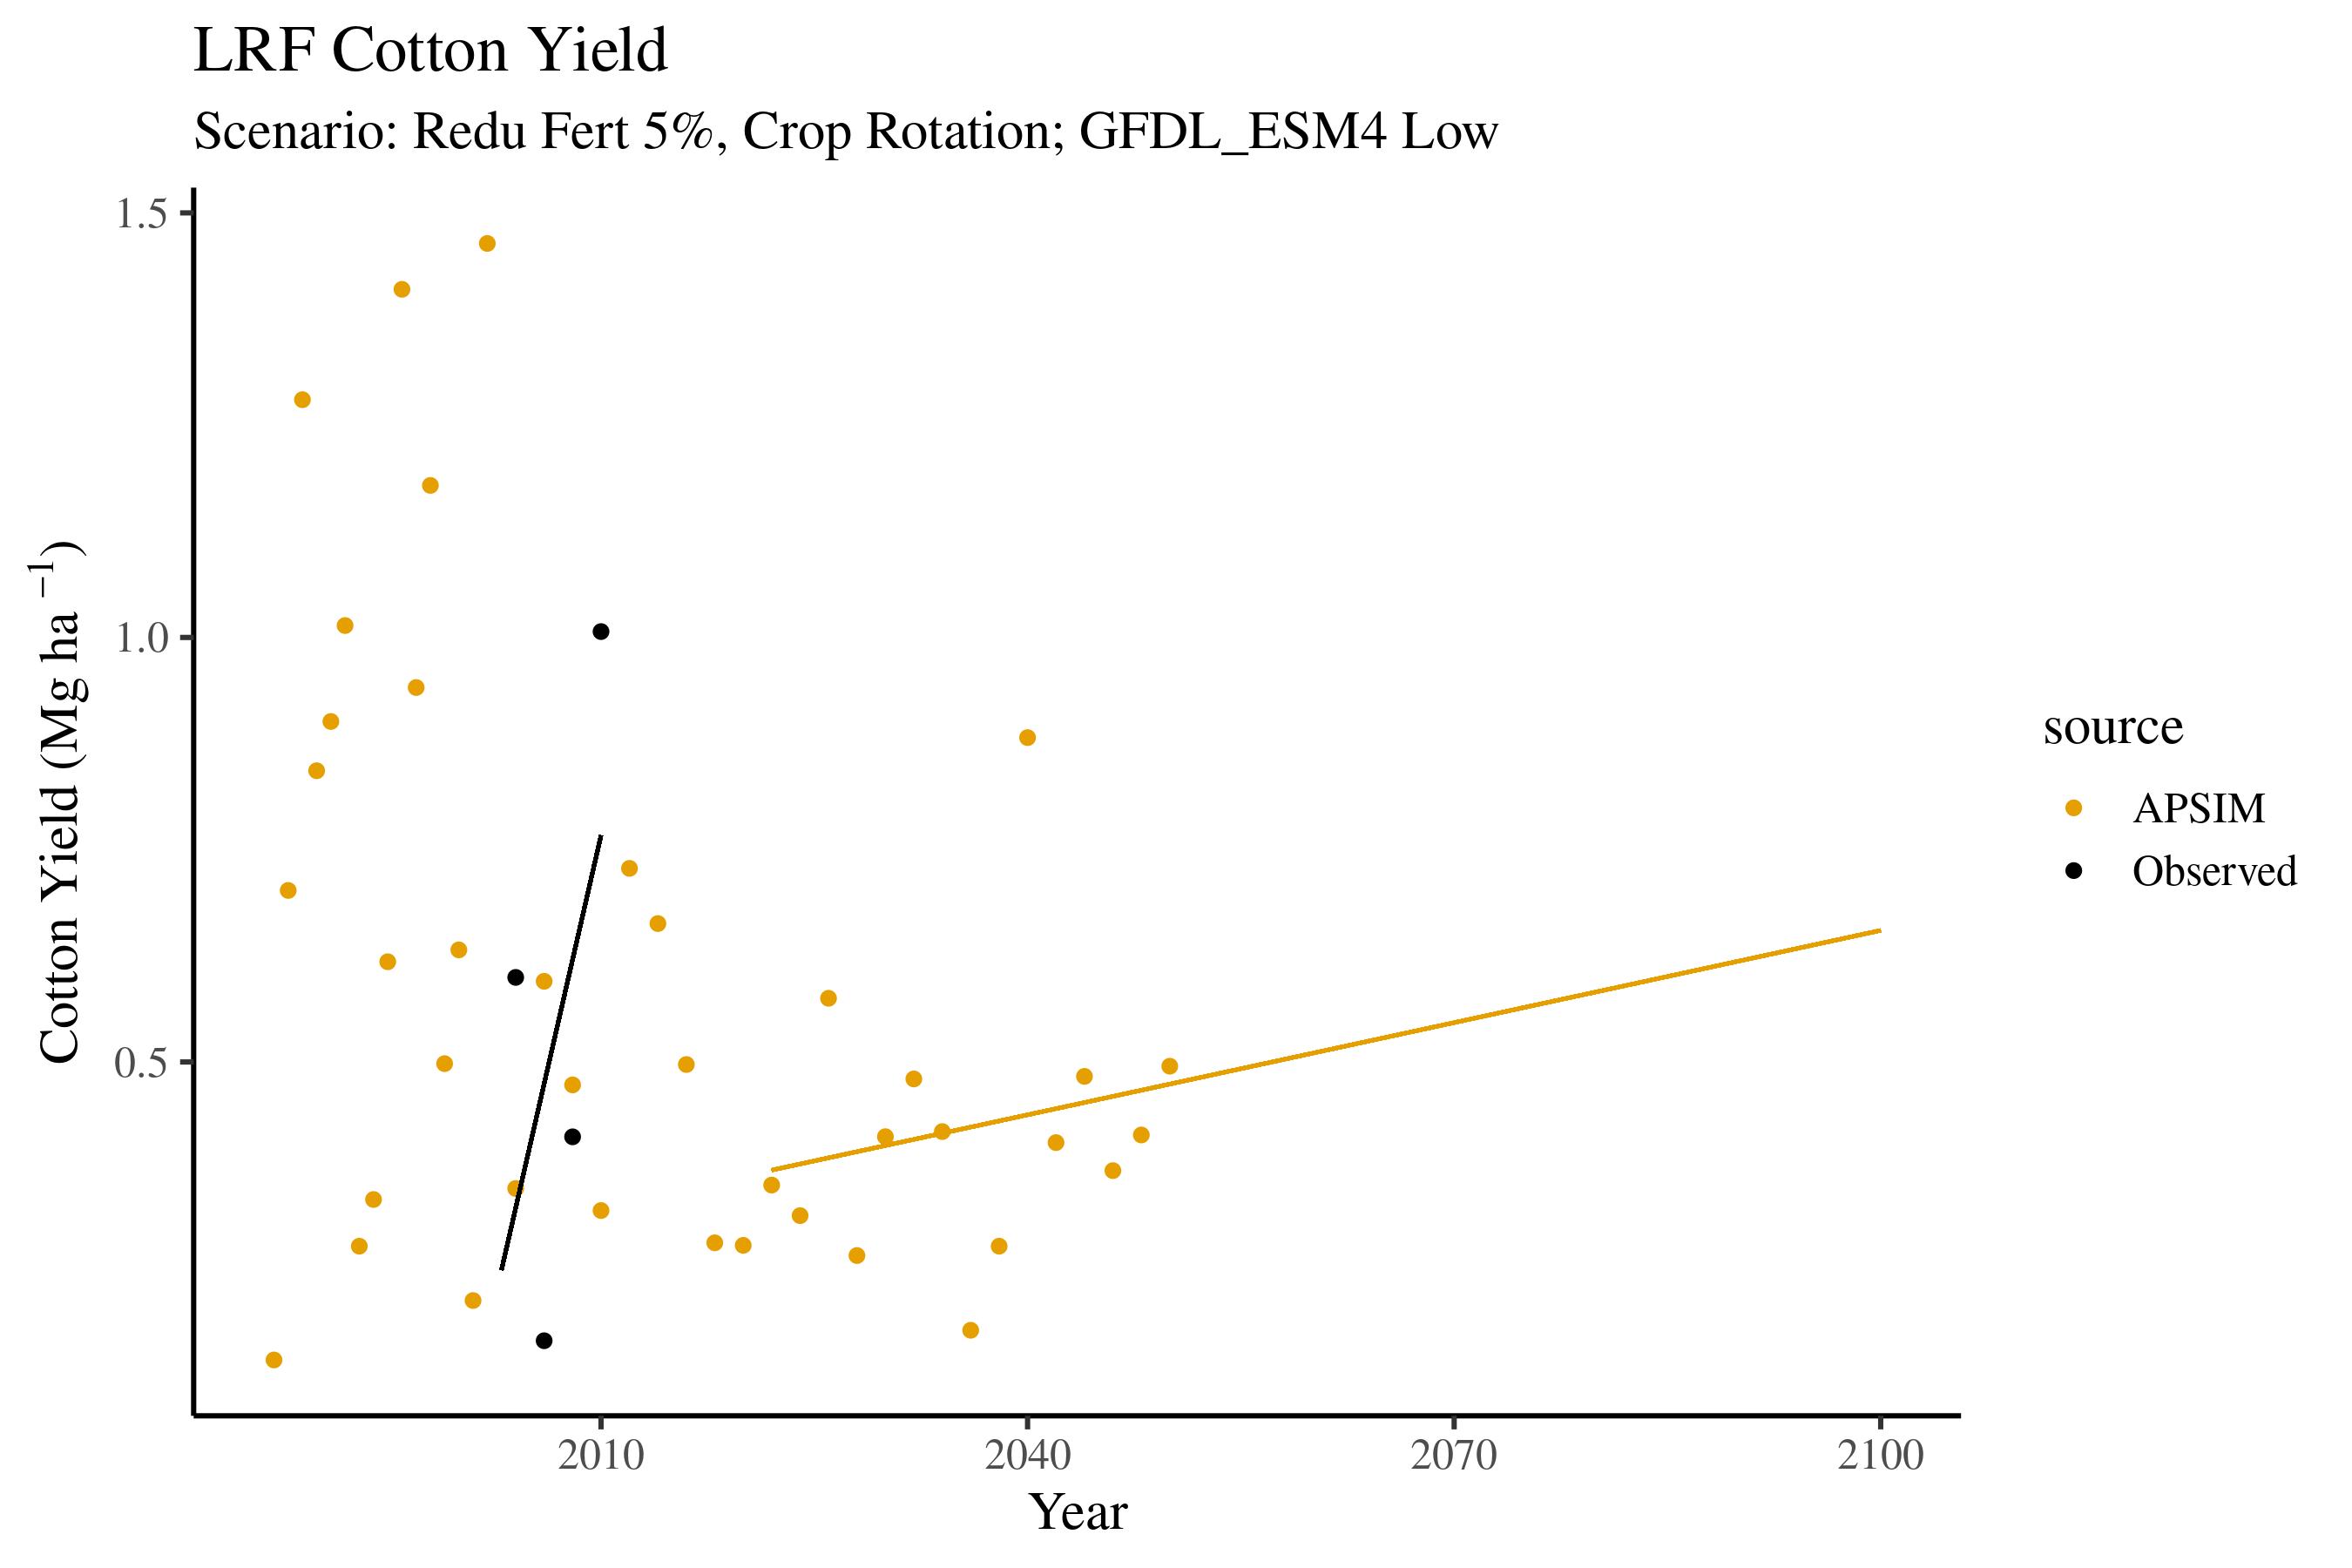 LRF Cotton Yield
Scenario: Redu Fert 5%, Crop Rotation; GFDL_ESM4 Low
Cotton Yield (Mg ha −1)
1.5
1.0
0.5
2010 2040 2070 2100
Year
source
APSIM
Observed